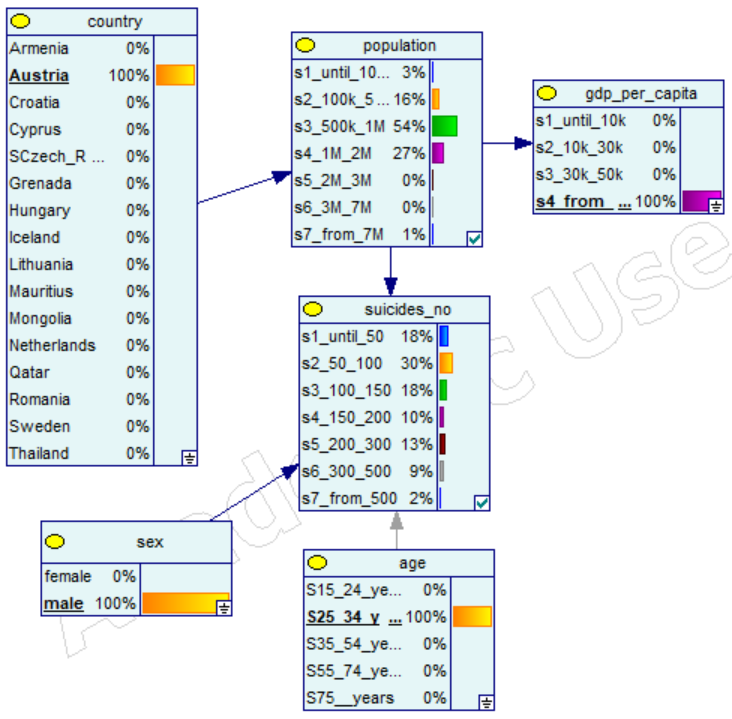 country
Armenia 0%
Austria 100%
Croatia 0%
Cyprus 0%
SCzech_R ... 0%
Grenada 0%
Hungary 0%
Iceland 0%
Lithuania 0%
Mauritius 0%
Mongolia 0%
Netherlands 0%
Qatar 0%
Romania 0%
Sweden 0%
Thailand 0%
population
s1_until_10... 3%
s2_100k_5... 16%
s3_500k_1M 54%
s4_1M_2M 27%
s5_2M_3M 0%
s6_3M_7M 0%
s7_from_7M 1%
gdp_per_capita
s1_until_10k 0%
s2_10k_30k 0%
s3_30k_50k 0%
s4_from_ ... 100%
suicides_no
s1_until_50 18%
s2_50_100 30%
s3_100_150 18%
s4_150_200 10%
s5_200_300 13%
s6_300_500 9%
s7_from_500 2%
sex
female 0%
male 100%
age
S15_24_ye... 0%
S25_34_y ... 100%
S35_54_ye... 0%
S55_74_ye... 0%
S75__years 0%
Use